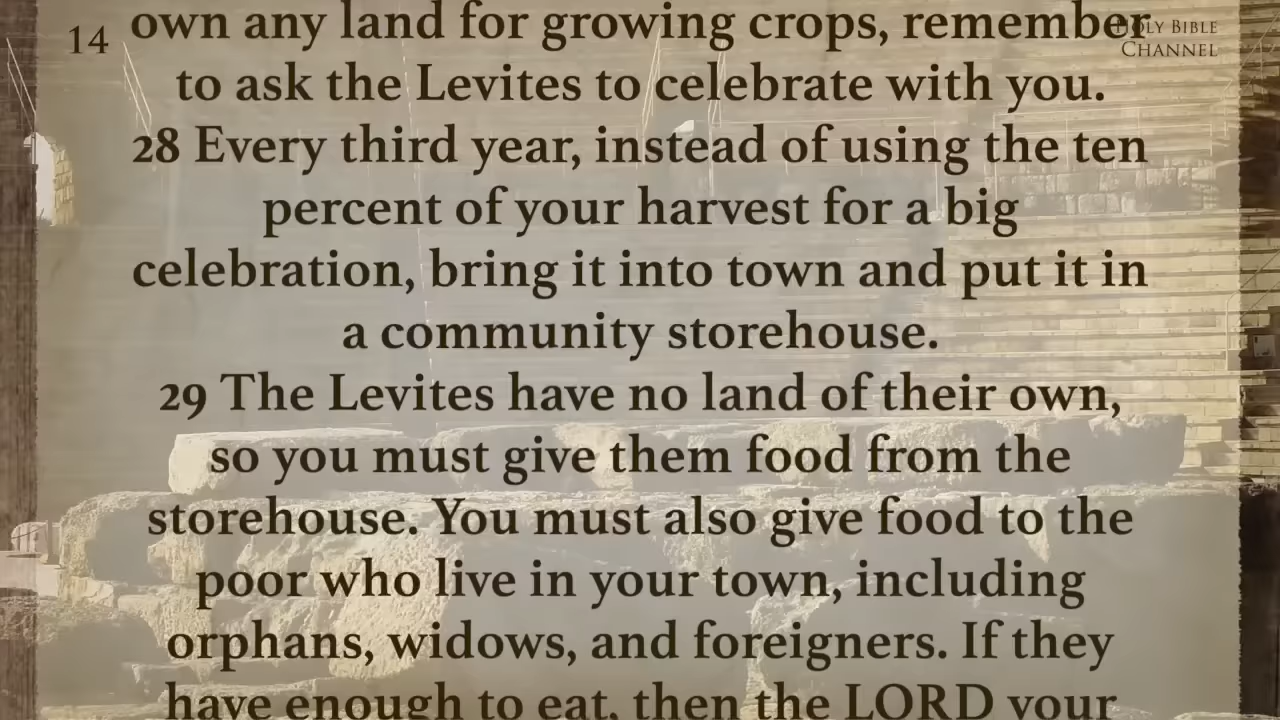 14
HOLY BIBLE
CHANNEL
own any land for growing crops, remember
to ask the Levites to celebrate with you.
28 Every third year, instead of using the ten
percent of your harvest for a big
celebration, bring it into town and put it in
a community storehouse.
29 The Levites have no land of their own,
so you must give them food from the
storehouse. You must also give food to the
poor who live in your town, including
orphans, widows, and foreigners. If they
have enough to eat, then the LORD your